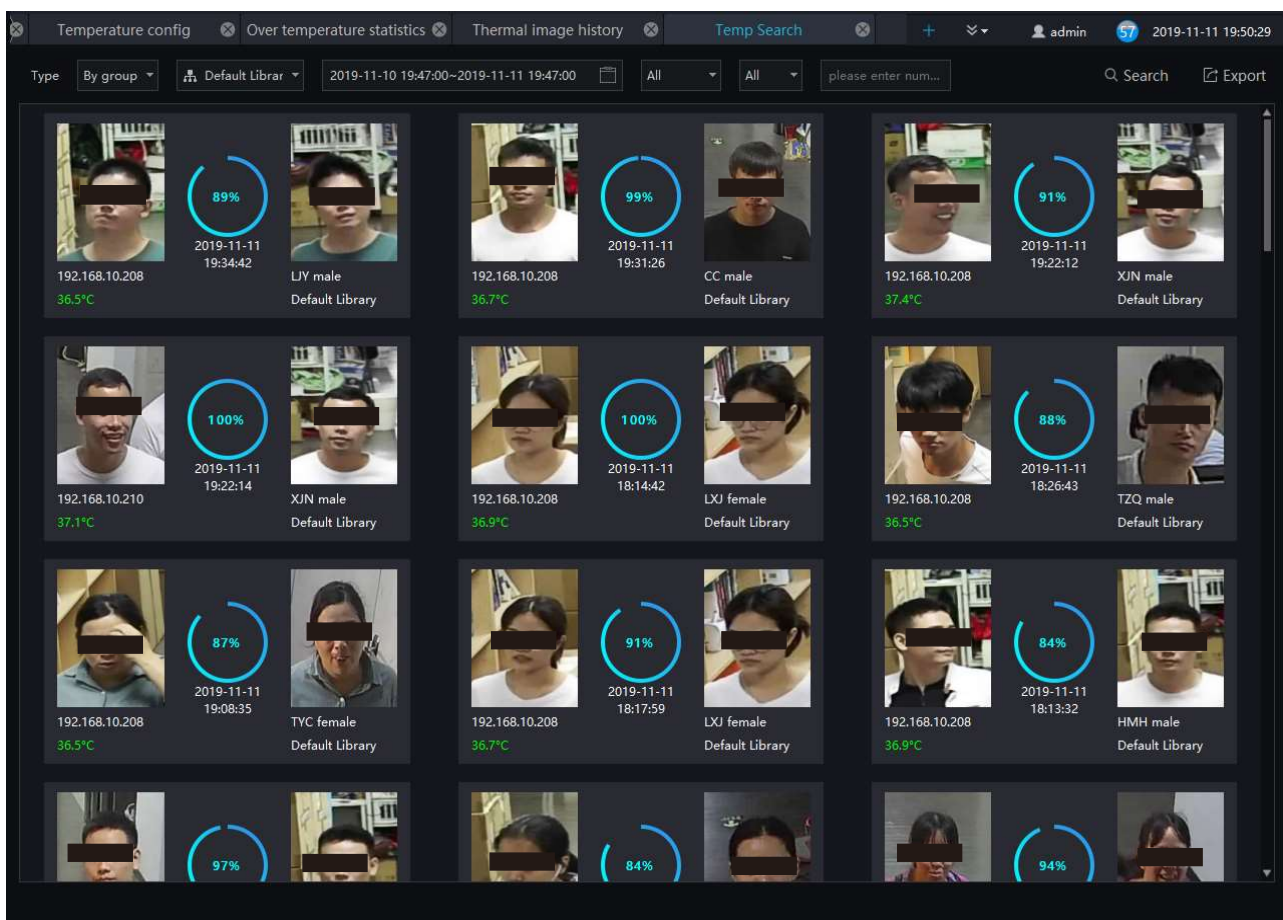 Temperature config
Over temperature statistics
Thermal image history
Temp Search
admin
57
2019-11-11 19:50:29
Type
By group
Default Librar
2019-11-10 19:47:00~2019-11-11 19:47:00
All
All
please enter num...
Search
Export
89%
2019-11-11
19:34:42
192.168.10.208
LJY male
36.5°C
Default Library
99%
2019-11-11
19:31:26
192.168.10.208
CC male
36.7°C
Default Library
91%
2019-11-11
19:22:12
192.168.10.208
XJN male
37.4°C
Default Library
100%
2019-11-11
19:22:14
192.168.10.210
XJN male
37.1°C
Default Library
100%
2019-11-11
18:14:42
192.168.10.208
LXJ female
36.9°C
Default Library
88%
2019-11-11
18:26:43
192.168.10.208
TZQ male
36.5°C
Default Library
87%
2019-11-11
19:08:35
192.168.10.208
TYC female
36.5°C
Default Library
91%
2019-11-11
18:17:59
192.168.10.208
LXJ female
36.7°C
Default Library
84%
2019-11-11
18:13:32
192.168.10.208
HMH male
36.9°C
Default Library
97%
84%
94%